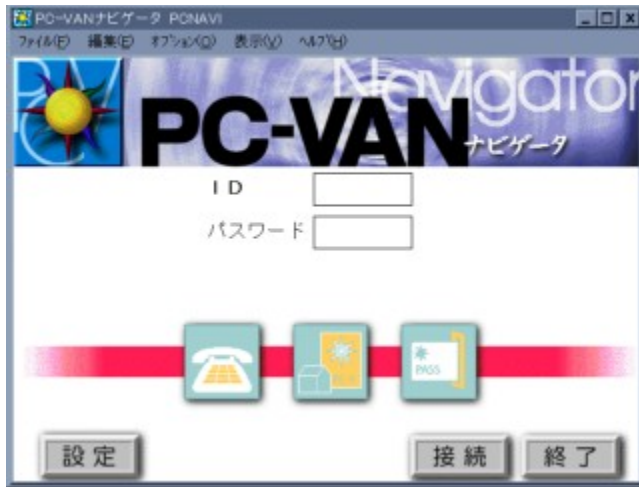 PC-VANナビゲータ PCNAVI
ファイル(F) 編集(E) オプション(O) 表示(V) ヘルプ(H)
PVC Navigator
PC-VAN
ナビゲータ
ID
パスワード
PASS
設定 接続 終了